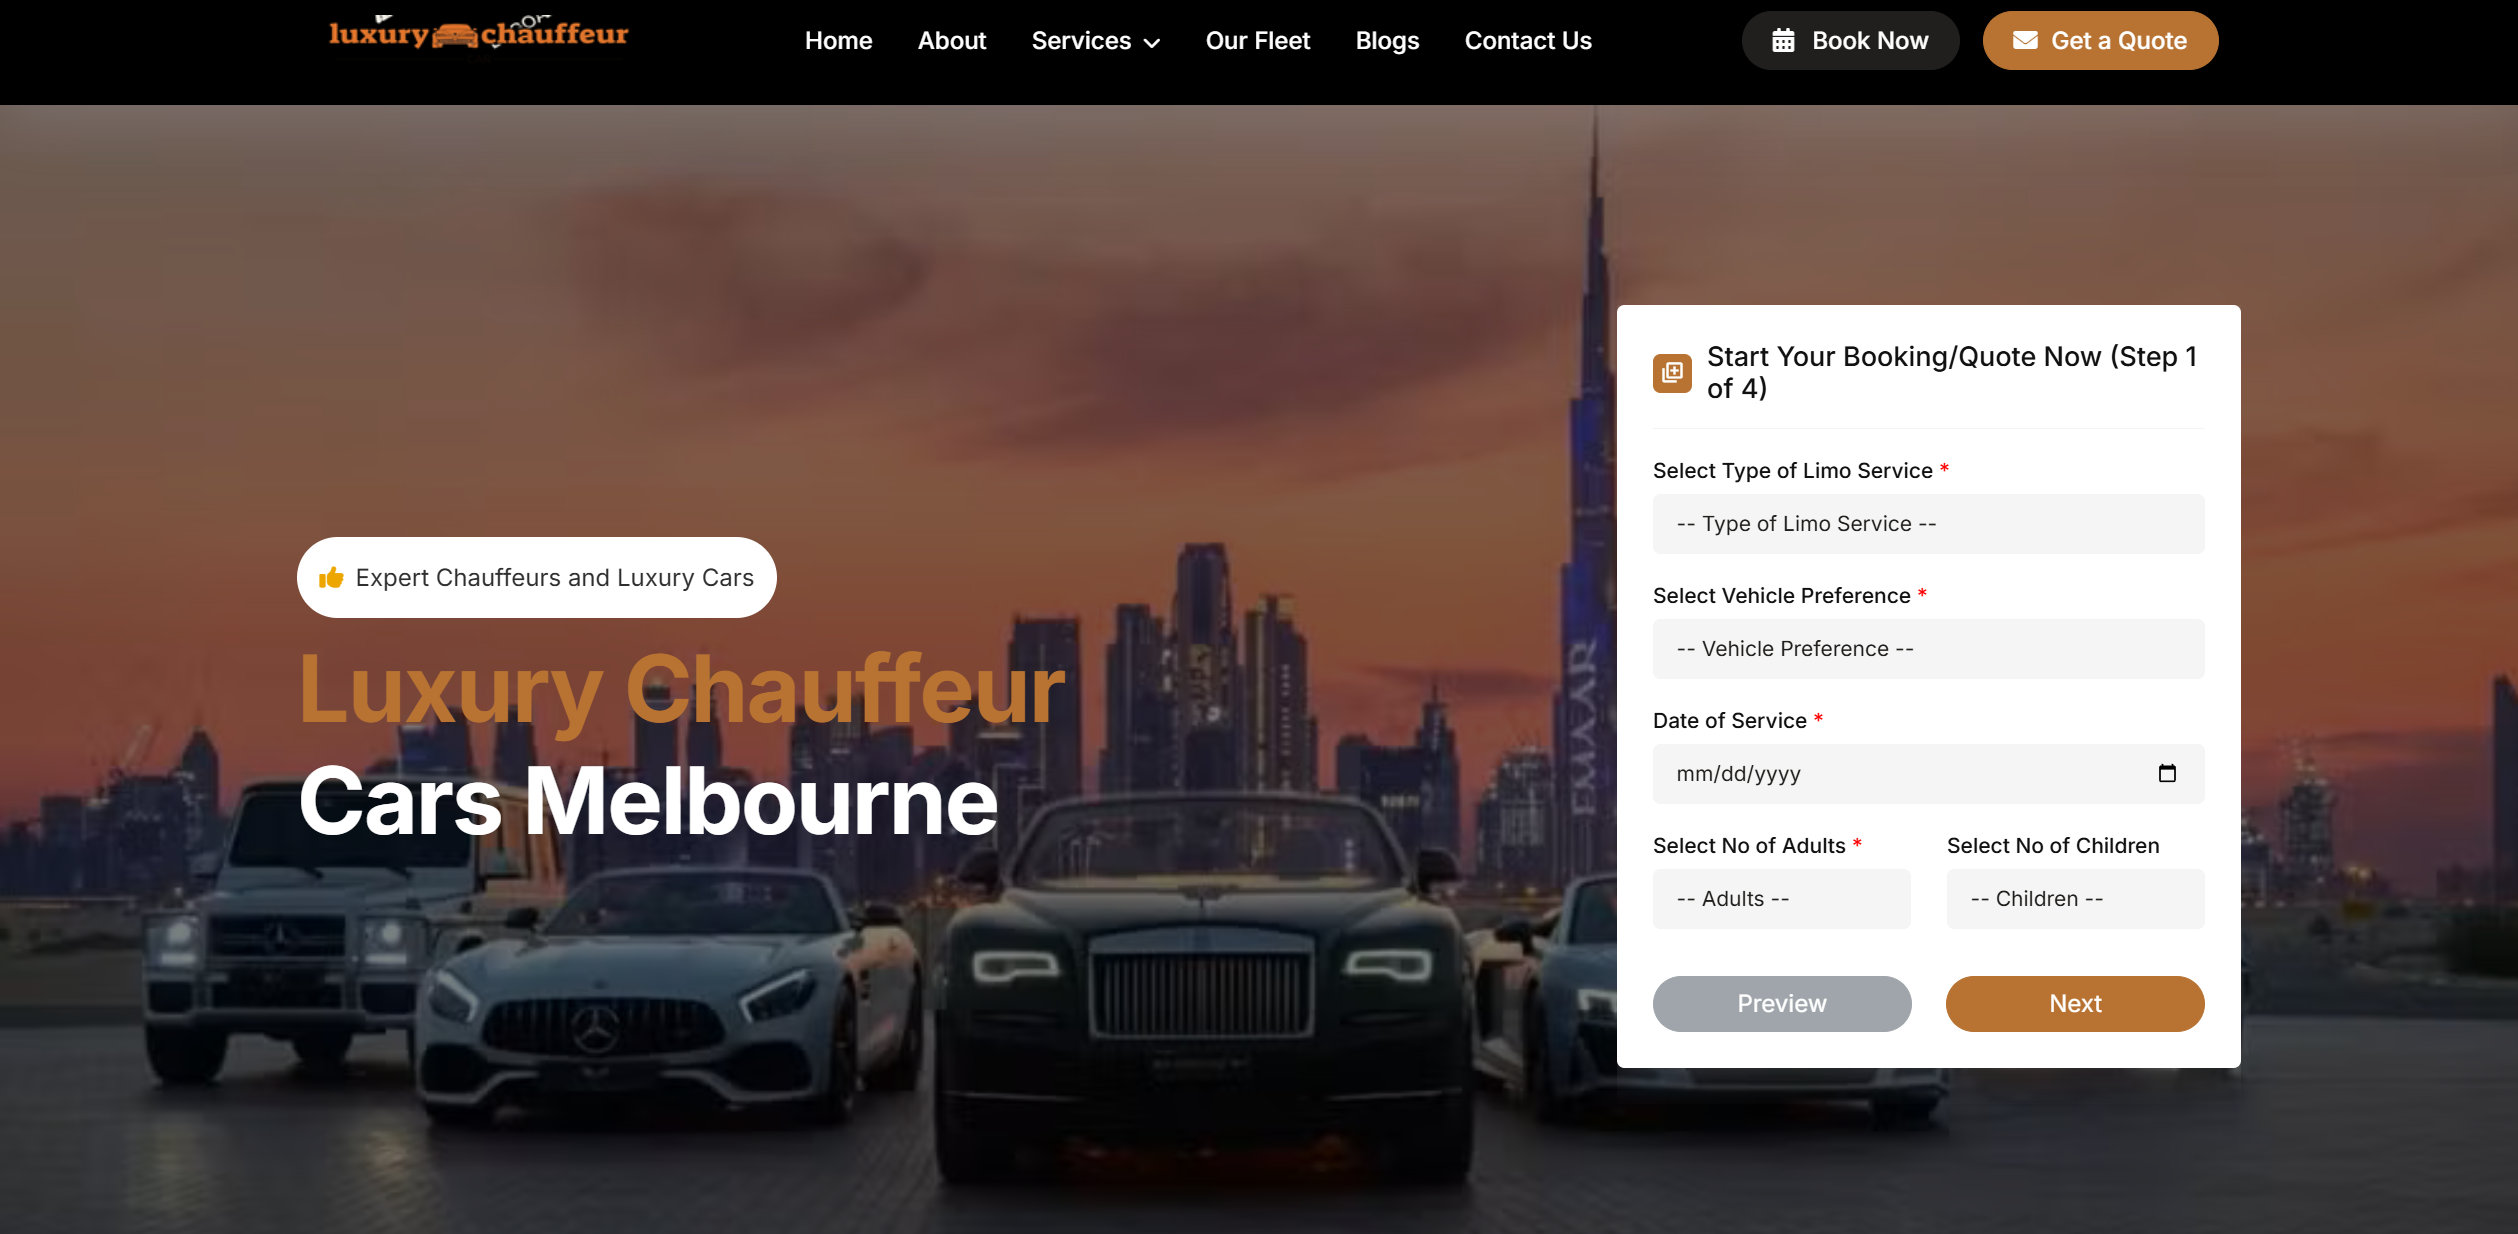 luxury chauffeur
Home About Services Our Fleet Blogs Contact Us Book Now Get a Quote
Expert Chauffeurs and Luxury Cars
Luxury Chauffeur
Cars Melbourne
EMAAR
Start Your Booking/Quote Now (Step 1
of 4)
Select Type of Limo Service *
-- Type of Limo Service --
Select Vehicle Preference *
-- Vehicle Preference --
Date of Service *
mm/dd/yyyy
Select No of Adults * Select No of Children
-- Adults -- -- Children --
Preview Next